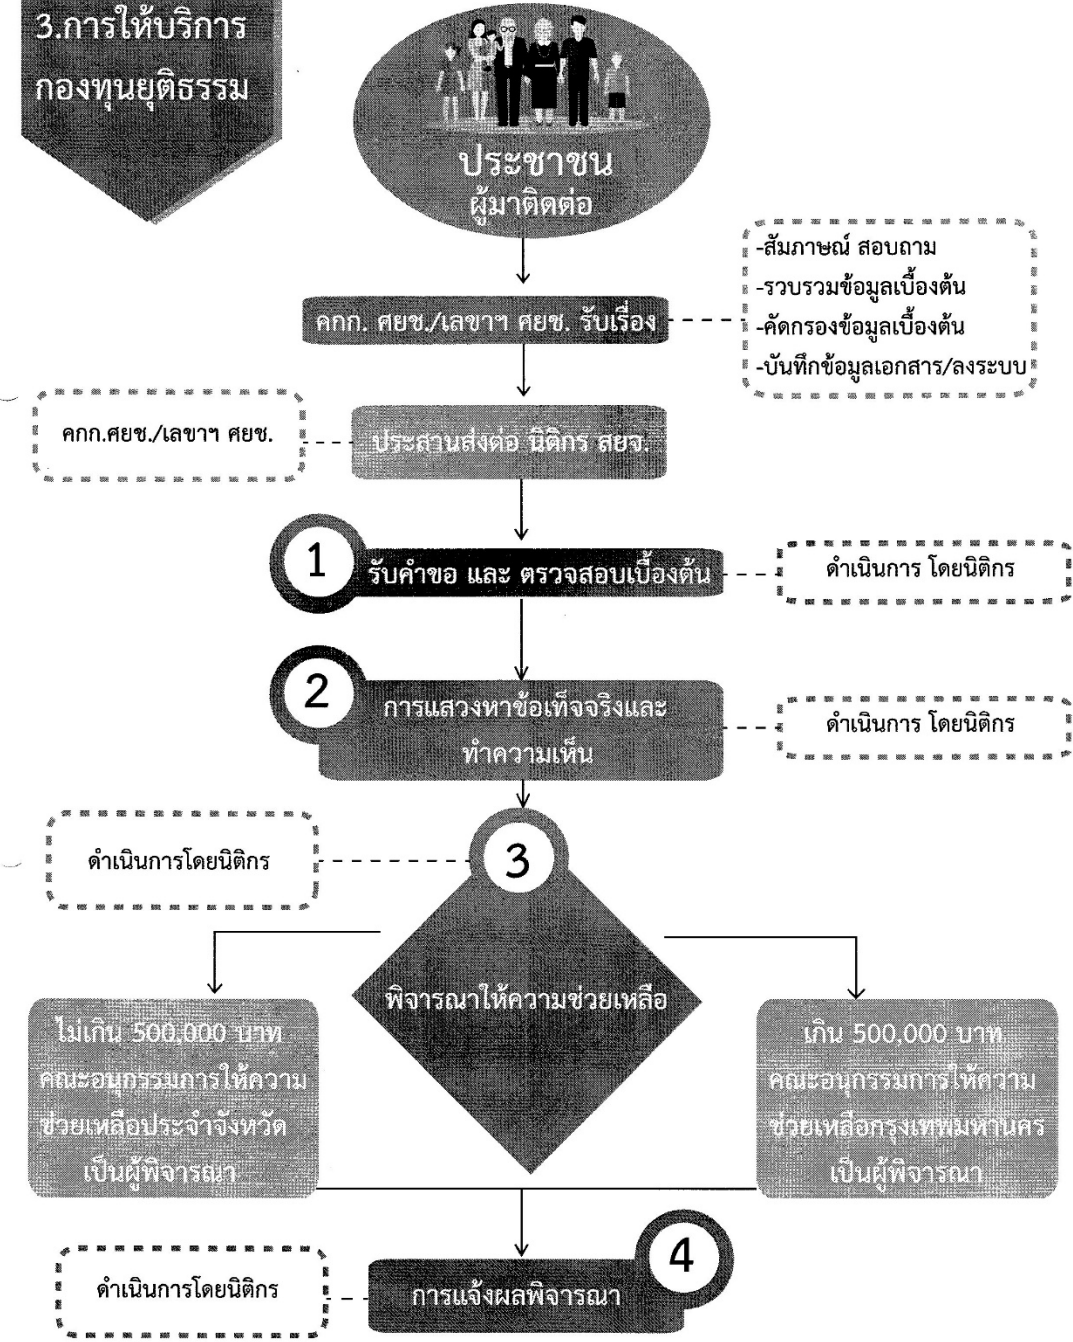 3.การให้บริการ
กองทุนยุติธรรม
ประชาชน
ผู้มาติดต่อ
คกก. ศยช./เลขาฯ ศยช. รับเรื่อง
-สัมภาษณ์ สอบถาม
-รวบรวมข้อมูลเบื้องต้น
-คัดกรองข้อมูลเบื้องต้น
-บันทึกข้อมูลเอกสาร/ลงระบบ
คกก.ศยช./เลขาฯ ศยช.
ประสานส่งต่อ นิติกร สยจ.
1
รับคำขอ และ ตรวจสอบเบื้องต้น
ดำเนินการ โดยนิติกร
2
การแสวงหาข้อเท็จจริงและ
ทำความเห็น
ดำเนินการ โดยนิติกร
3
ดำเนินการโดยนิติกร
พิจารณาให้ความช่วยเหลือ
ไม่เกิน 500,000 บาท
คณะอนุกรรมการให้ความ
ช่วยเหลือประจำจังหวัด
เป็นผู้พิจารณา
เกิน 500,000 บาท
คณะอนุกรรมการให้ความ
ช่วยเหลือกรุงเทพมหานคร
เป็นผู้พิจารณา
4
การแจ้งผลพิจารณา
ดำเนินการโดยนิติกร